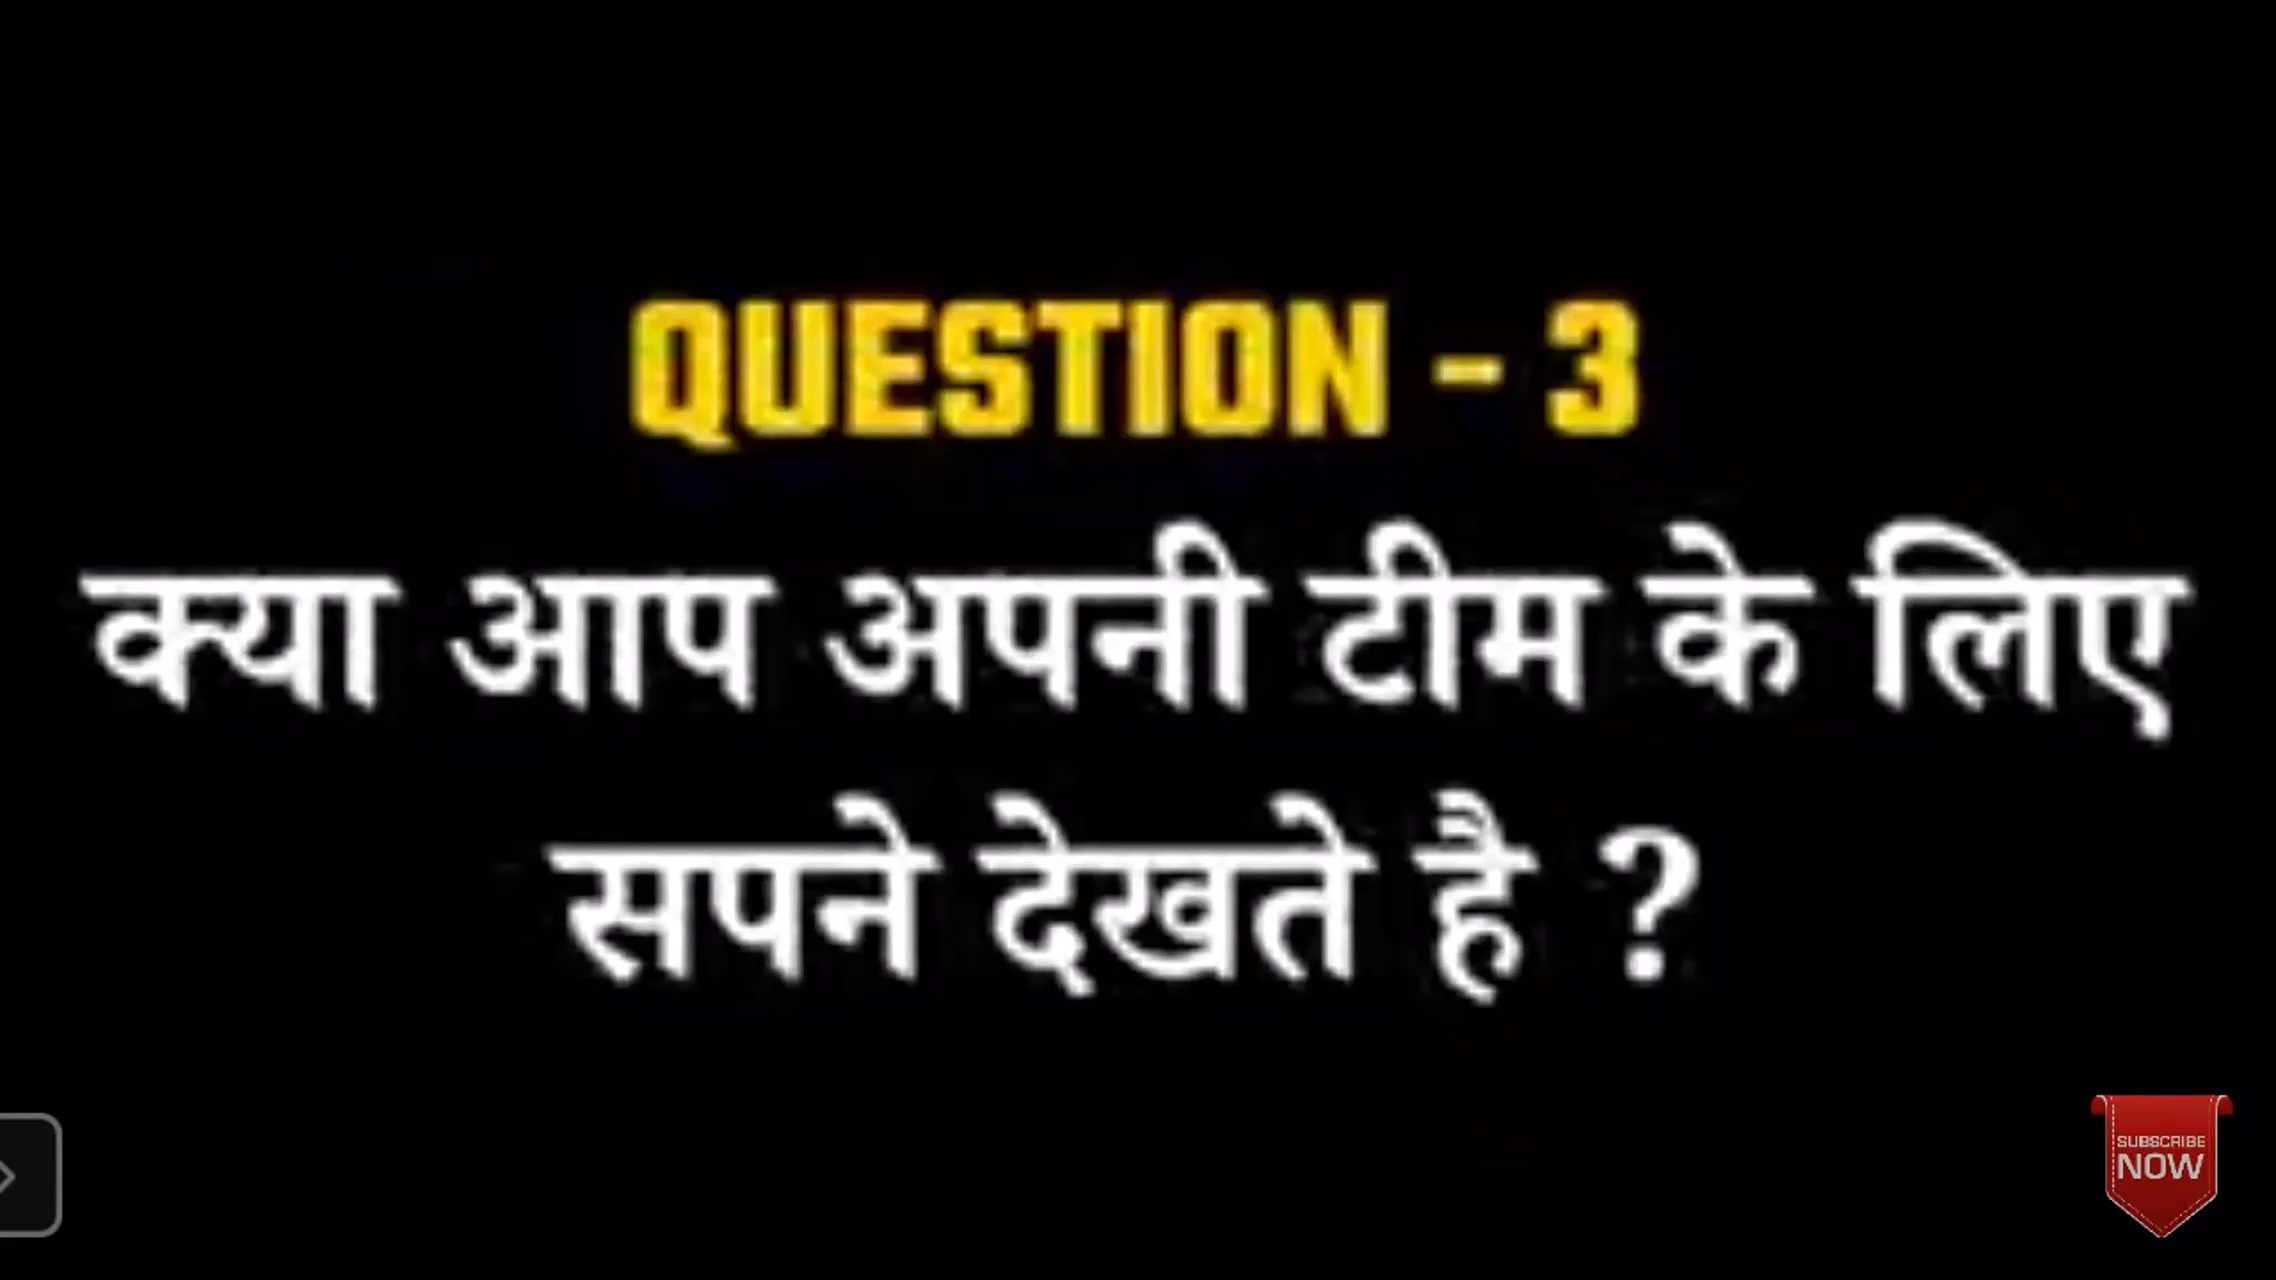 QUESTION - 3
क्या आप अपनी टीम के लिए
सपने देखते है ?
SUBSCRIBE
NOW